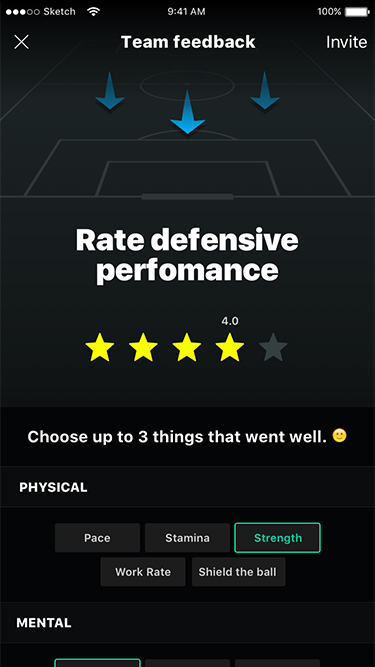 Sketch 9:41 AM 100%
Team feedback Invite
Rate defensive
perfomance
4.0
Choose up to 3 things that went well. 🙂
PHYSICAL
Pace Stamina Strength
Work Rate Shield the ball
MENTAL